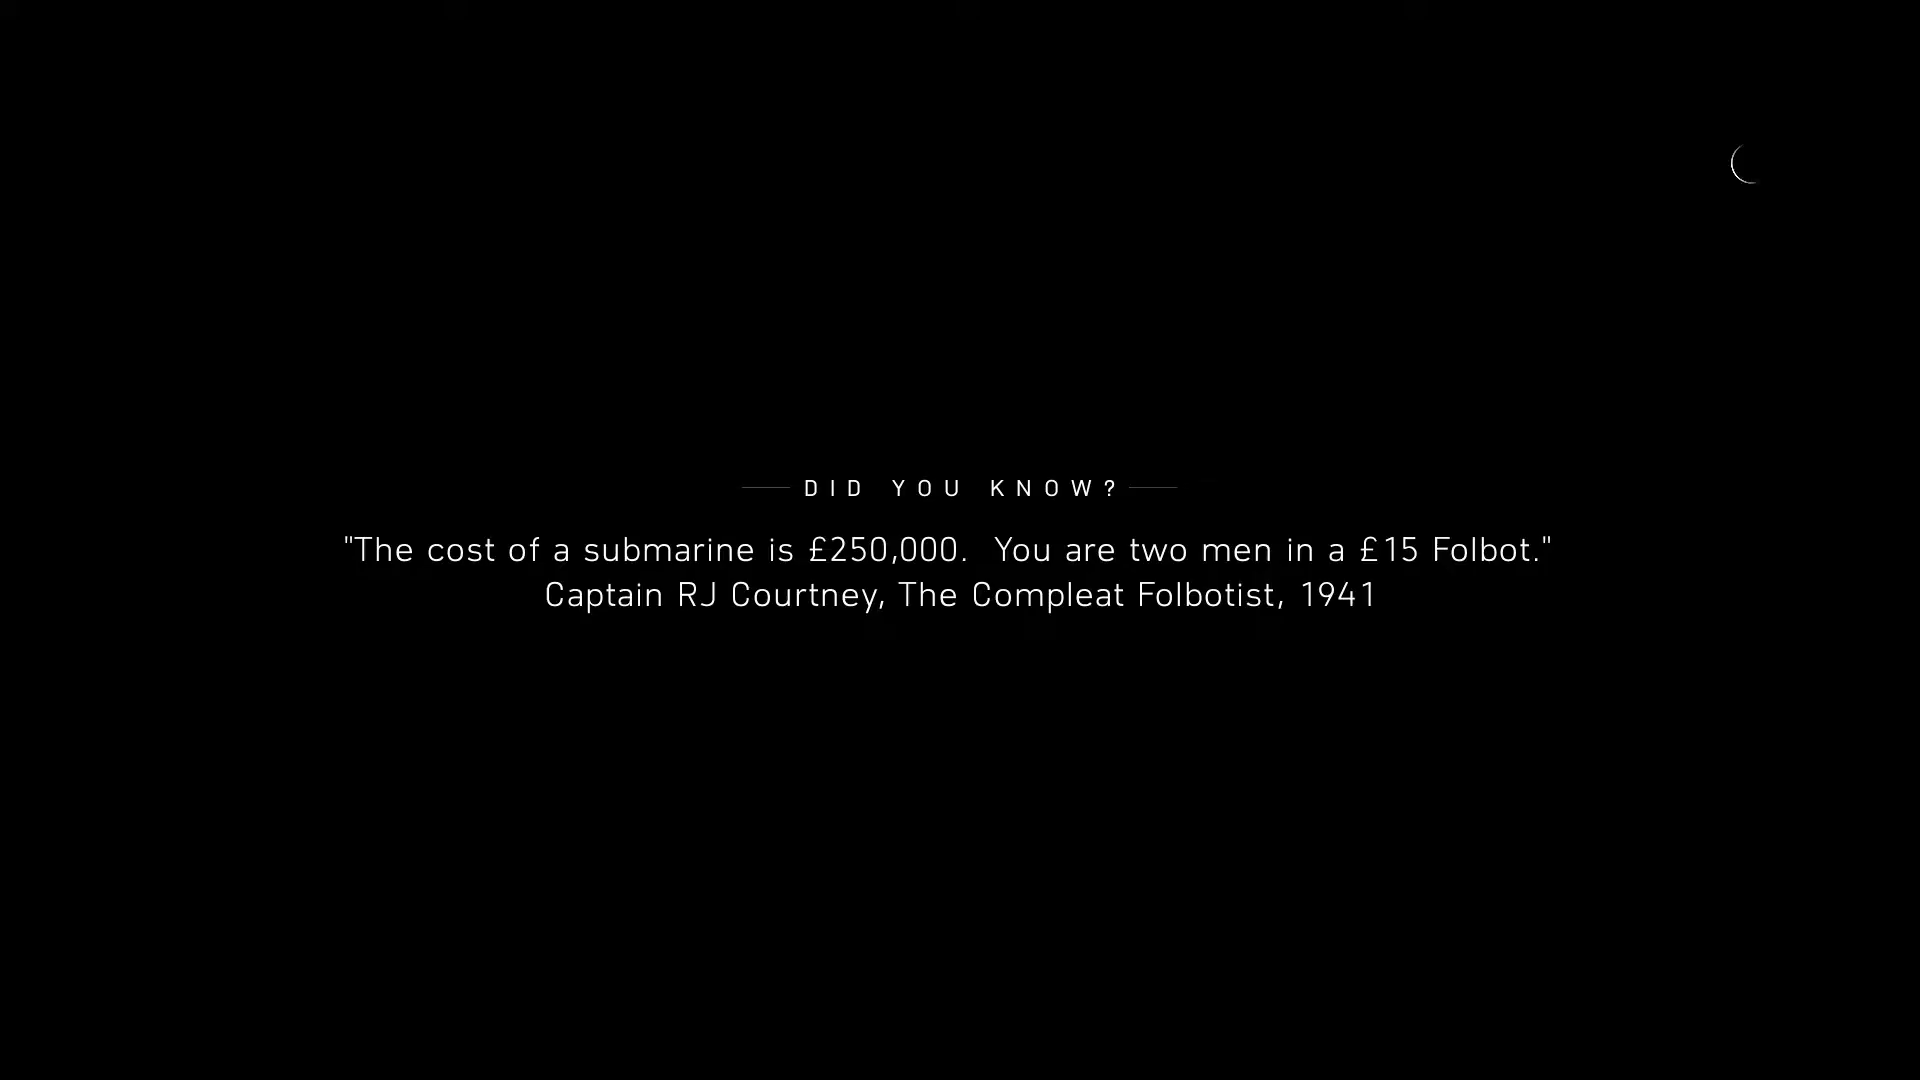 DID YOU KNOW?
"The cost of a submarine is £250,000.  You are two men in a £15 Folbot."
Captain RJ Courtney, The Compleat Folbotist, 1941